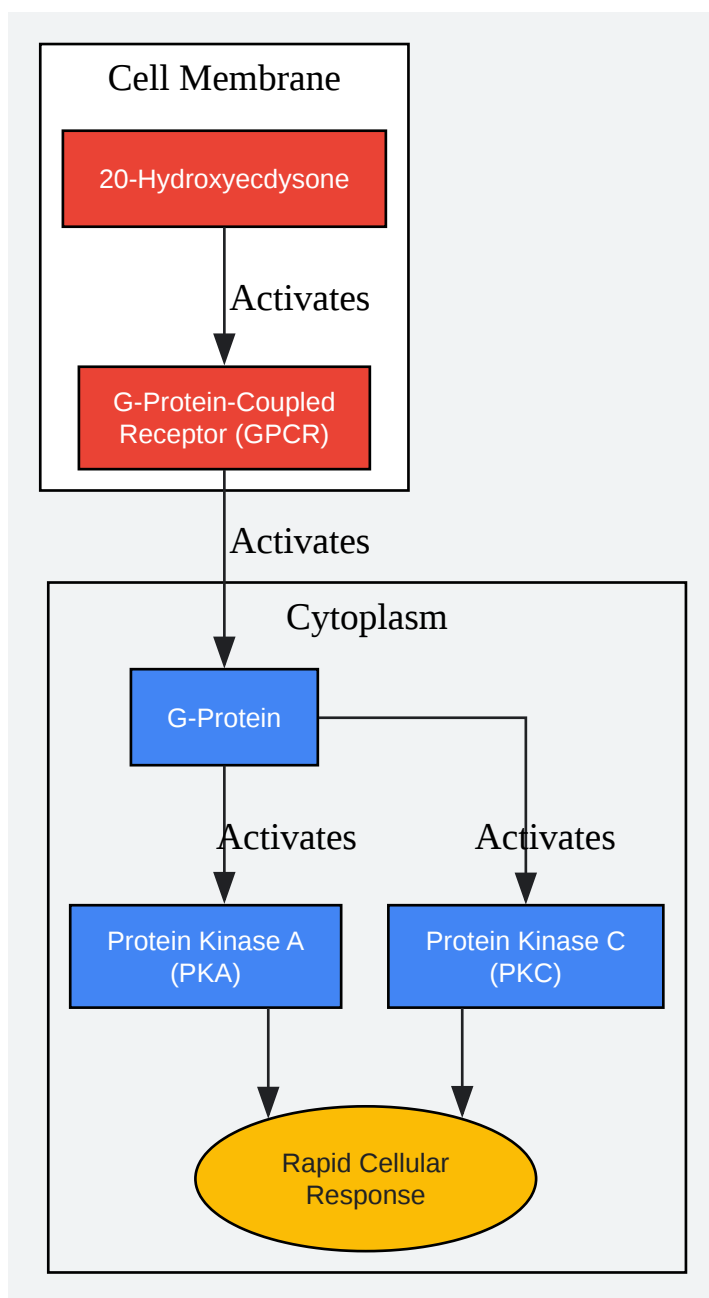 Cell Membrane
20-Hydroxyecdysone
Activates
G-Protein-Coupled
Receptor (GPCR)
Activates
Cytoplasm
G-Protein
Activates
Activates
Protein Kinase A
(PKA)
Protein Kinase C
(PKC)
Rapid Cellular
Response